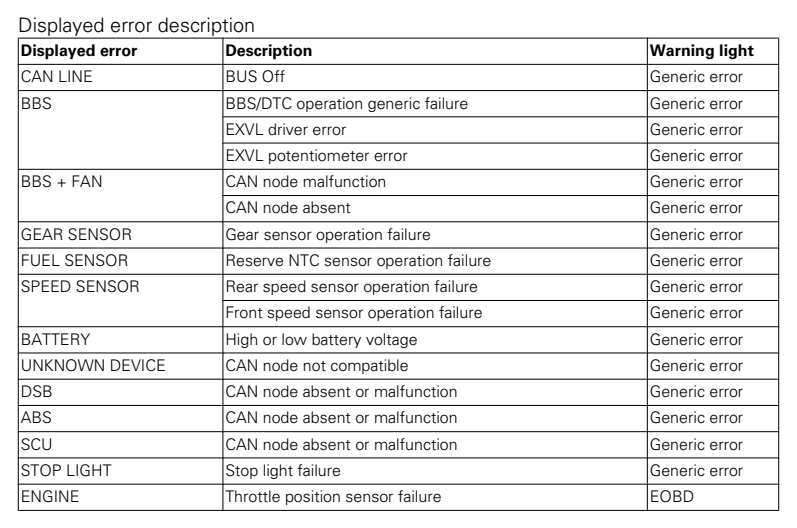 Displayed error description
Displayed error Description Warning light
CAN LINE BUS Off Generic error
BBS BBS/DTC operation generic failure Generic error
EXVL driver error Generic error
EXVL potentiometer error Generic error
BBS + FAN CAN node malfunction Generic error
CAN node absent Generic error
GEAR SENSOR Gear sensor operation failure Generic error
FUEL SENSOR Reserve NTC sensor operation failure Generic error
SPEED SENSOR Rear speed sensor operation failure Generic error
Front speed sensor operation failure Generic error
BATTERY High or low battery voltage Generic error
UNKNOWN DEVICE CAN node not compatible Generic error
DSB CAN node absent or malfunction Generic error
ABS CAN node absent or malfunction Generic error
SCU CAN node absent or malfunction Generic error
STOP LIGHT Stop light failure Generic error
ENGINE Throttle position sensor failure EOBD